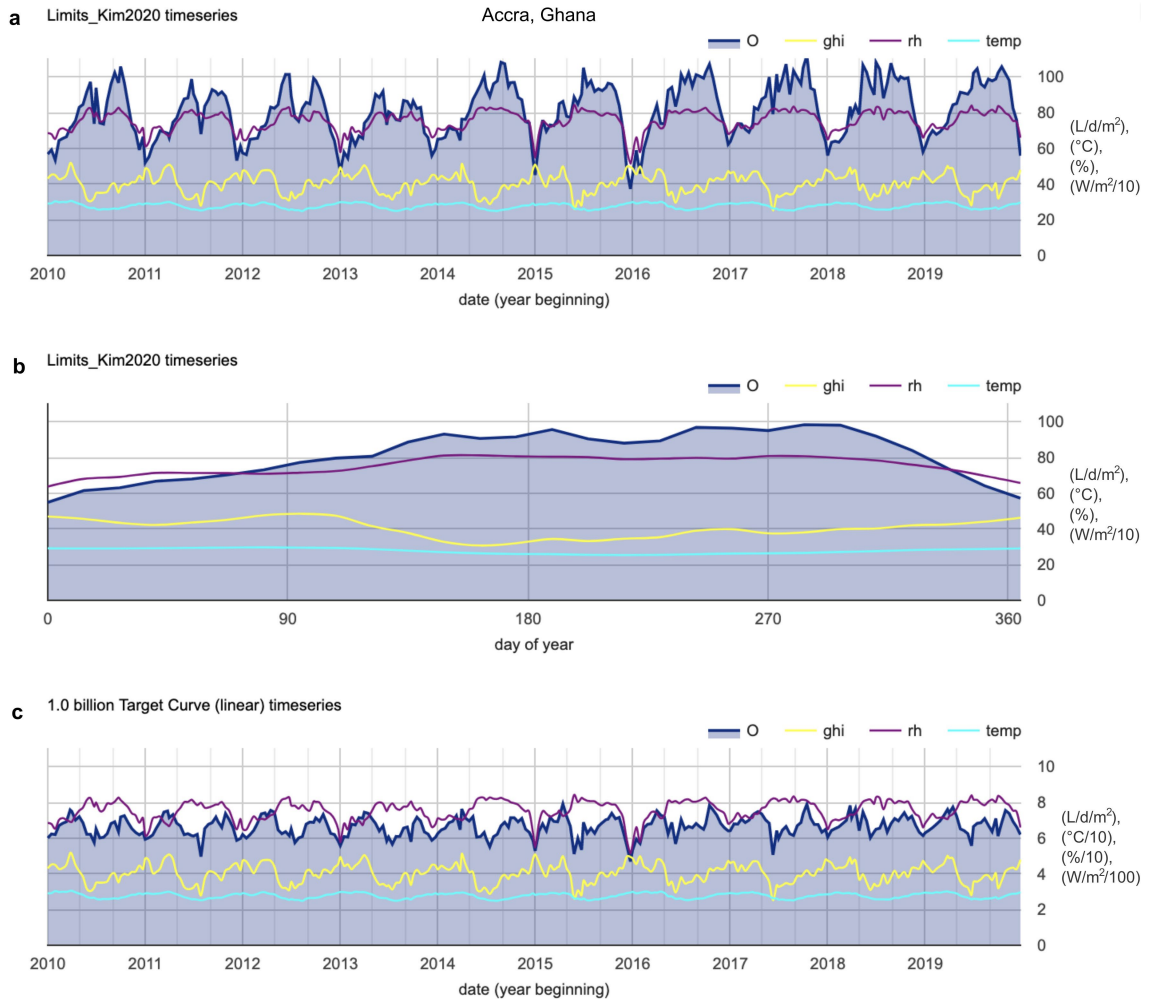 a
Limits_Kim2020 timeseries
Accra, Ghana
O ghi rh temp
100
80
60
40
20
0
(L/d/m²),
(°C),
(%),
(W/m²/10)
2010 2011 2012 2013 2014 2015 2016 2017 2018 2019
date (year beginning)
b
Limits_Kim2020 timeseries
O ghi rh temp
100
80
60
40
20
0
(L/d/m²),
(°C),
(%),
(W/m²/10)
0 90 180 270 360
day of year
c
1.0 billion Target Curve (linear) timeseries
O ghi rh temp
10
8
6
4
2
0
(L/d/m²),
(°C/10),
(%/10),
(W/m²/100)
2010 2011 2012 2013 2014 2015 2016 2017 2018 2019
date (year beginning)